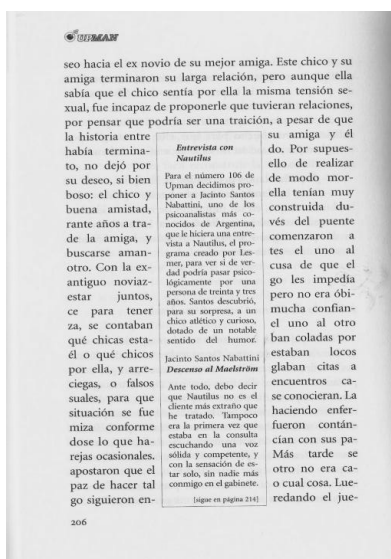 UPMAN
seo hacia el ex novio de su mejor amiga. Este chico y su
amiga terminaron su larga relación, pero aunque ella
sabía que el chico sentía por ella la misma tensión se-
xual, fue incapaz de proponerle que tuvieran relaciones,
por pensar que podría ser una traición, a pesar de que
la historia entre su amiga y él
había termina- do. Por supues-
to, no dejó por ello de realizar
su deseo, si bien de modo mor-
boso: el chico y ella tenían muy
buena amistad, construida du-
rante años a tra- vés del puente
de la amiga, y comenzaron a
buscarse aman- tes el uno al
otro. Con la ex- cusa de que el
antiguo noviaz- go les impedía
estar juntos, pero no era óbi-
ce para tener mucha confian-
za, se contaban el uno al otro
qué chicas esta- ban coladas por
él o qué chicos estaban locos
por ella, y arre- glaban citas a
ciegas, o falsos encuentros ca-
suales, para que se conocieran. La
situación se fue haciendo enfer-
miza conforme fueron contán-
dose lo que ha- cían con sus pa-
rejas ocasionales. Más tarde se
apostaron que el otro no era ca-
paz de hacer tal o cual cosa. Lue-
go siguieron en- redando el jue-
Entrevista con
Nautilus
Para el número 106 de
Upman decidimos pro-
poner a Jacinto Santos
Nabattini, uno de los
psicoanalistas más co-
nocidos de Argentina,
que le hiciera una entre-
vista a Nautilus, el pro-
grama creado por Les-
mer, para ver si de ver-
dad podría pasar psico-
lógicamente por una
persona de treinta y tres
años. Santos descubrió,
para su sorpresa, a un
chico atlético y curioso,
dotado de un notable
sentido del humor.
Jacinto Santos Nabattini
Descenso al Maelström
Ante todo, debo decir
que Nautilus no es el
cliente más extraño que
he tratado. Tampoco
era la primera vez que
estaba en la consulta
escuchando una voz
sólida y competente, y
con la sensación de es-
tar solo, sin nadie más
conmigo en el gabinete.
[sigue en página 214]
206